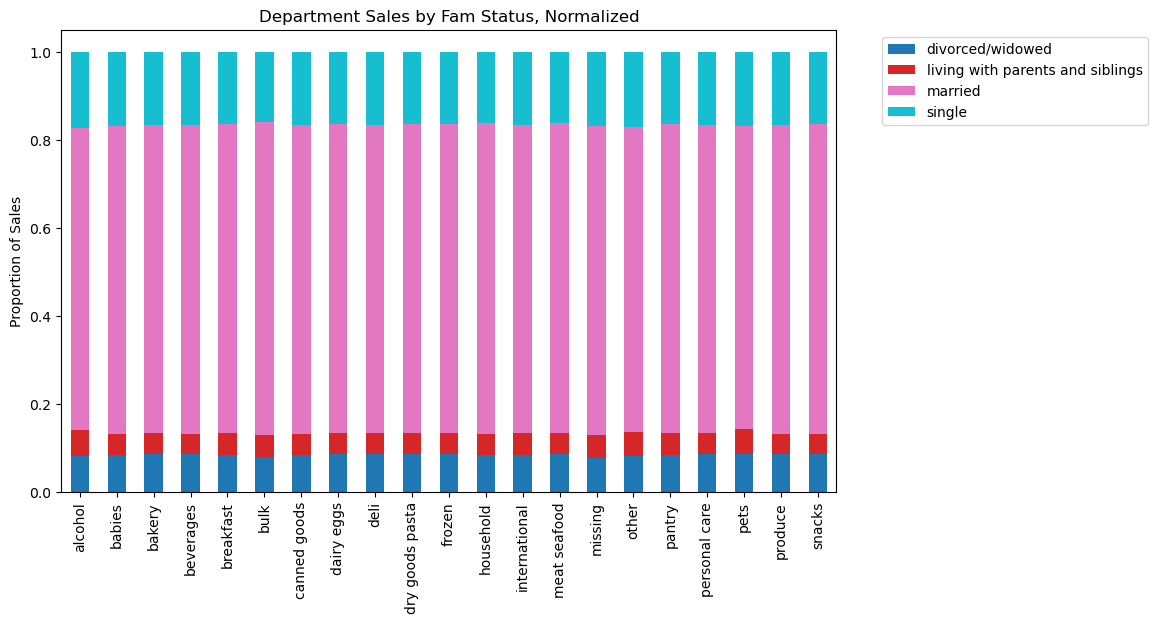 Department Sales by Fam Status, Normalized
divorced/widowed
living with parents and siblings
married
single
Proportion of Sales
1.0
0.8
0.6
0.4
0.2
0.0
alcohol
babies
bakery
beverages
breakfast
bulk
canned goods
dairy eggs
deli
dry goods pasta
frozen
household
international
meat seafood
missing
other
pantry
personal care
pets
produce
snacks